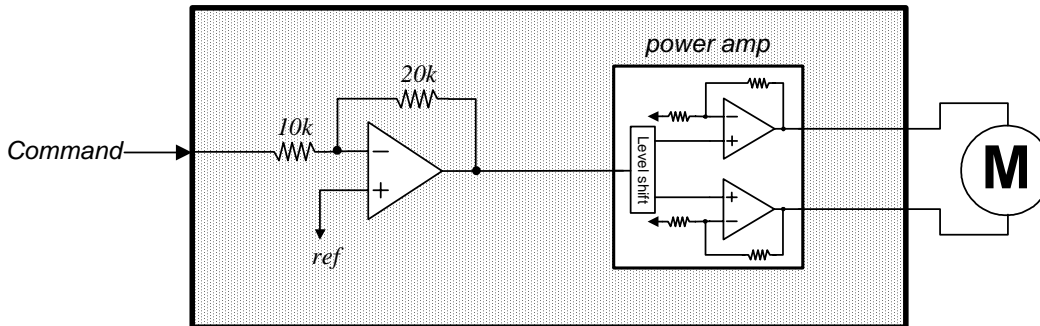 power amp
20k
10k
Command
Level shift
ref
M
− +
− +
+ −